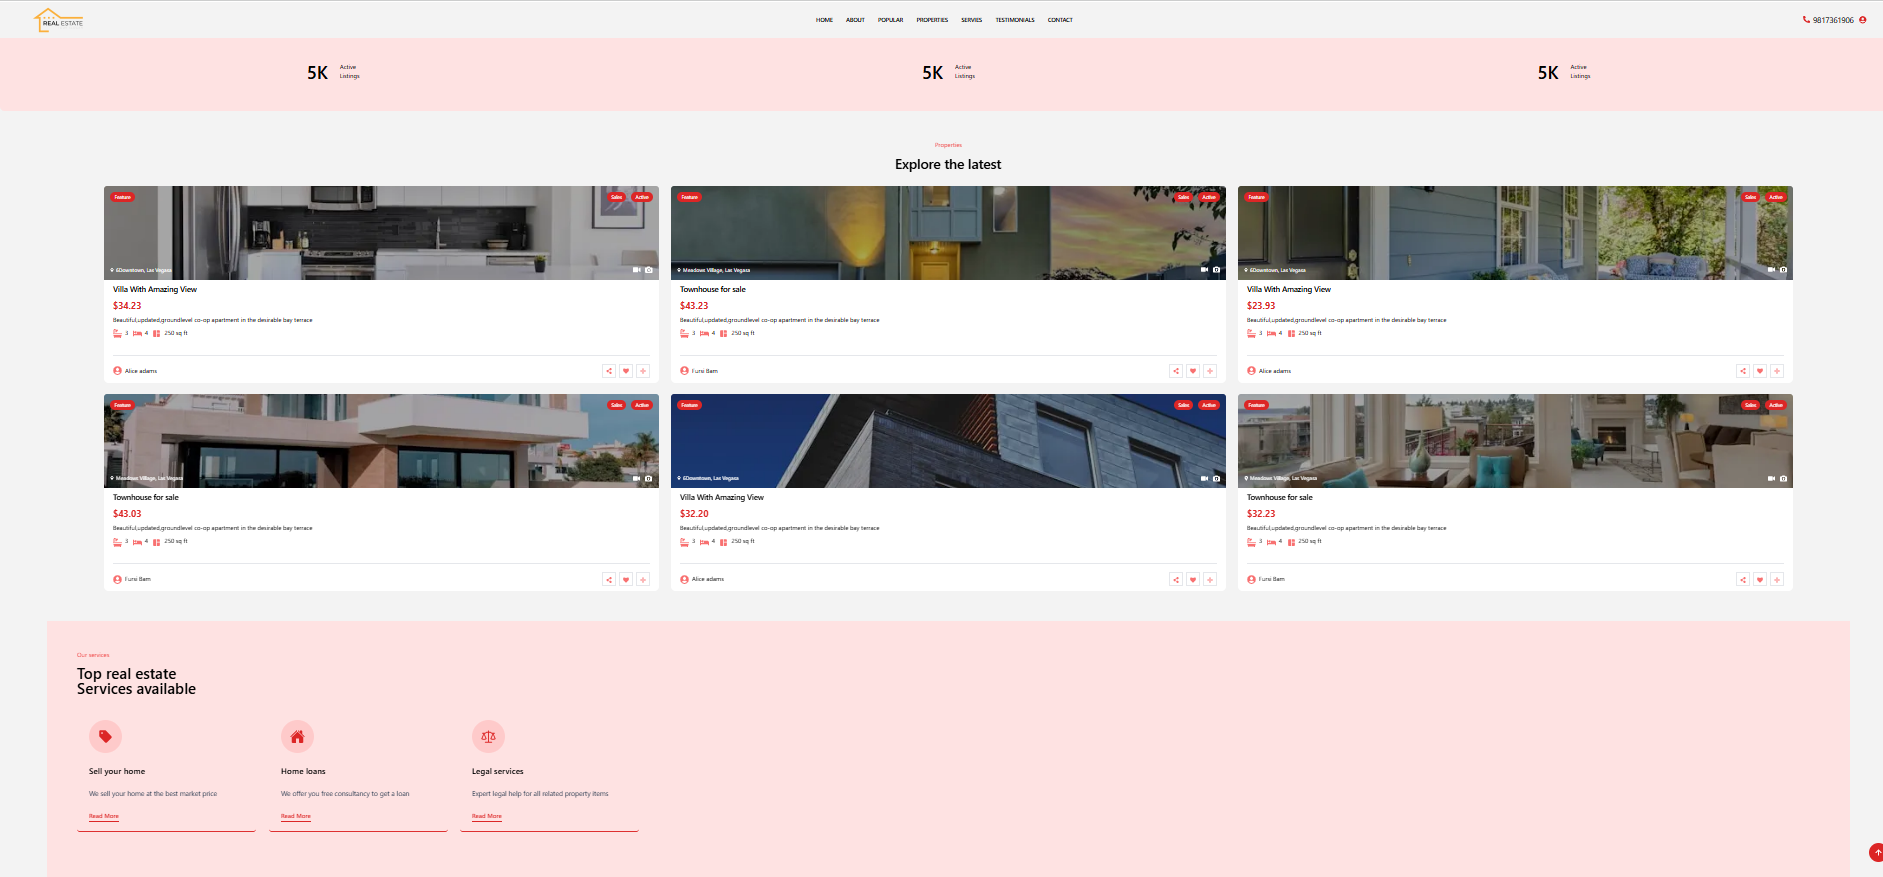 REAL ESTATE
HOME ABOUT POPULAR PROPERTIES SERVIES TESTIMONIALS CONTACT
9817361906
5K Active Listings
5K Active Listings
5K Active Listings
Properties
Explore the latest
Feature Sales Active
6Downtown, Las Vegasa
Villa With Amazing View
$34.23
Beautiful,updated,groundlevel co-op apartment in the desirable bay terrace
3 4 250 sq ft
Alice adams
Feature Sales Active
Meadows Village, Las Vegasa
Townhouse for sale
$43.23
Beautiful,updated,groundlevel co-op apartment in the desirable bay terrace
3 4 250 sq ft
Fursi Bam
Feature Sales Active
6Downtown, Las Vegasa
Villa With Amazing View
$23.93
Beautiful,updated,groundlevel co-op apartment in the desirable bay terrace
3 4 250 sq ft
Alice adams
Feature Sales Active
Meadows Village, Las Vegasa
Townhouse for sale
$43.03
Beautiful,updated,groundlevel co-op apartment in the desirable bay terrace
3 4 250 sq ft
Fursi Bam
Feature Sales Active
6Downtown, Las Vegasa
Villa With Amazing View
$32.20
Beautiful,updated,groundlevel co-op apartment in the desirable bay terrace
3 4 250 sq ft
Alice adams
Feature Sales Active
Meadows Village, Las Vegasa
Townhouse for sale
$32.23
Beautiful,updated,groundlevel co-op apartment in the desirable bay terrace
3 4 250 sq ft
Fursi Bam
Our services
Top real estate
Services available
Sell your home
We sell your home at the best market price
Read More
Home loans
We offer you free consultancy to get a loan
Read More
Legal services
Expert legal help for all related property items
Read More